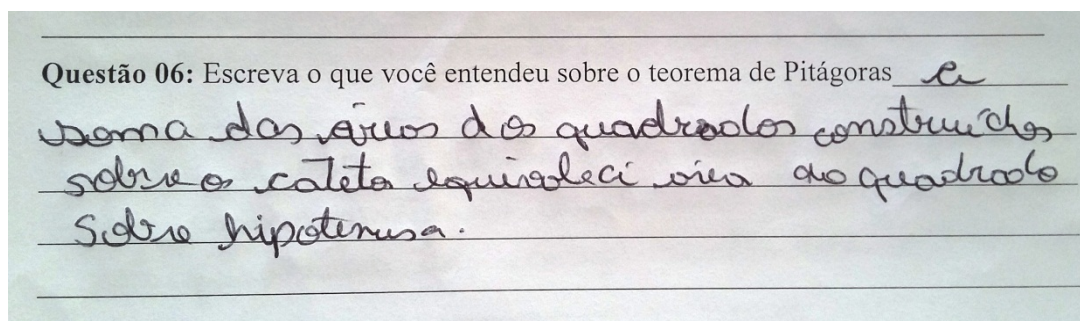 Questão 06: Escreva o que você entendeu sobre o teorema de Pitágoras a
soma das áreas dos quadrados construidos
sobre os cateto equivaleci área do quadrado
sobre hipotenusa.